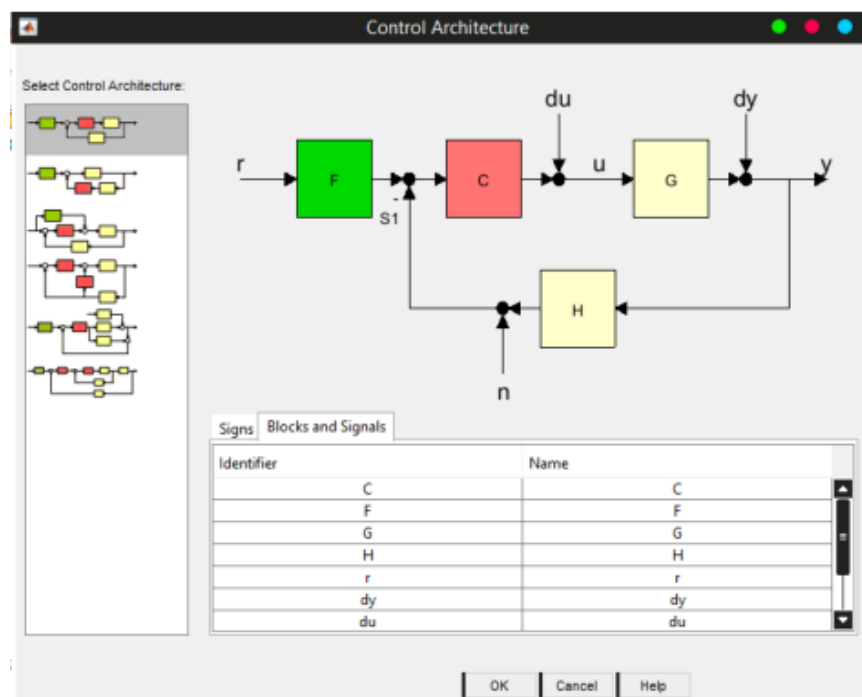 Control Architecture
Select Control Architecture:
du
dy
r
F
C
u
G
y
-
S1
H
n
Signs
Blocks and Signals
Identifier Name
C C
F F
G G
H H
r r
dy dy
du du
OK Cancel Help